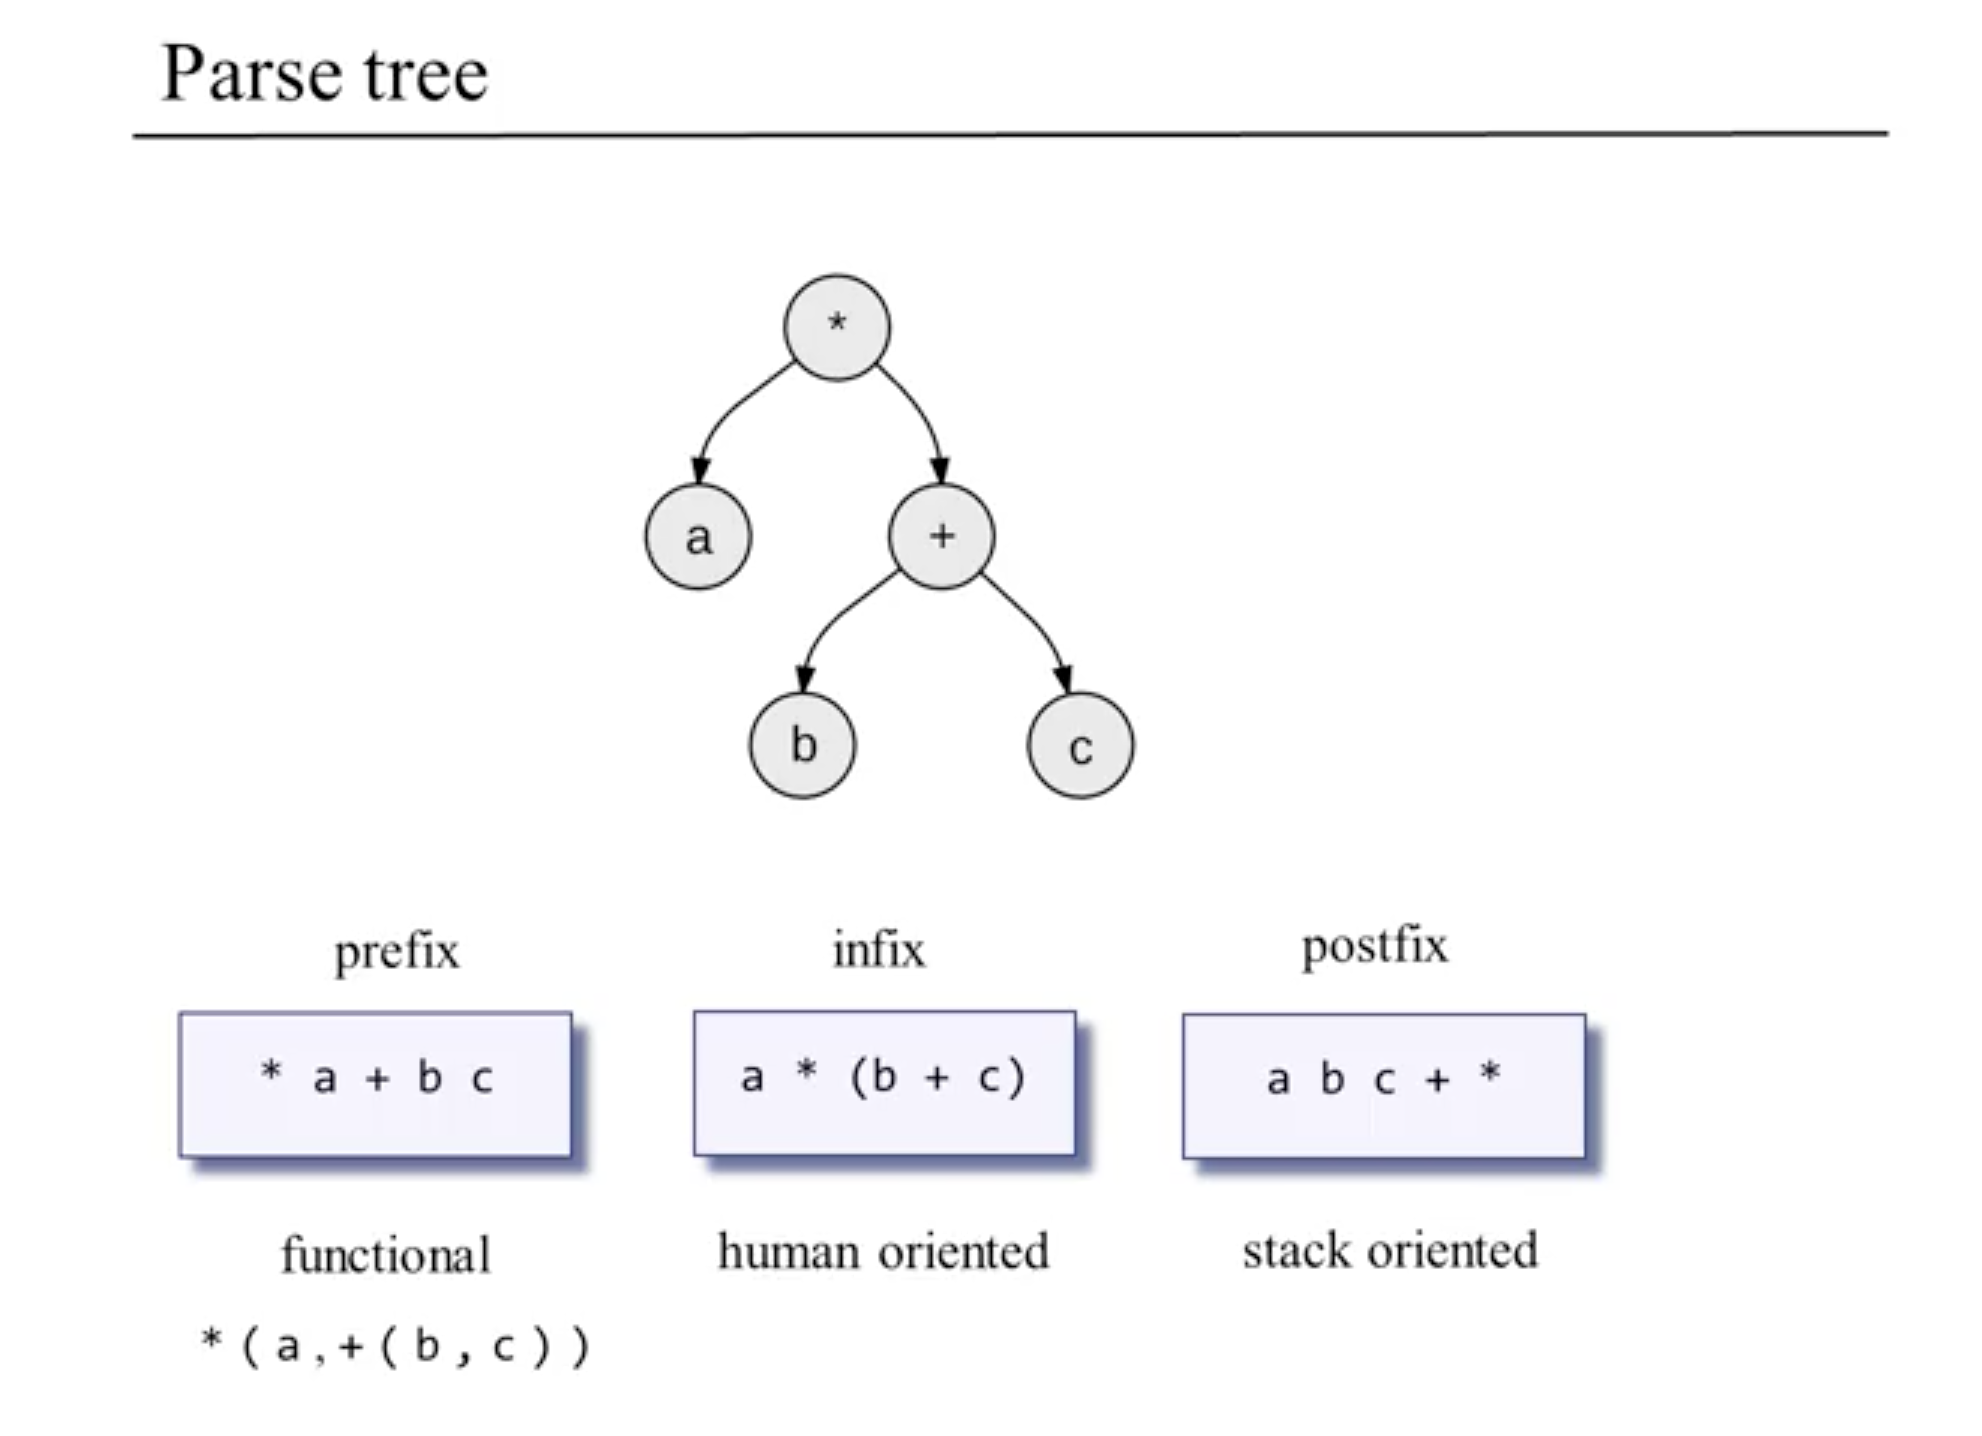 Parse tree
*
a
+
b
c
prefix
infix
postfix
* a + b c
a * (b + c)
a b c + *
functional
human oriented
stack oriented
*(a,+(b,c))